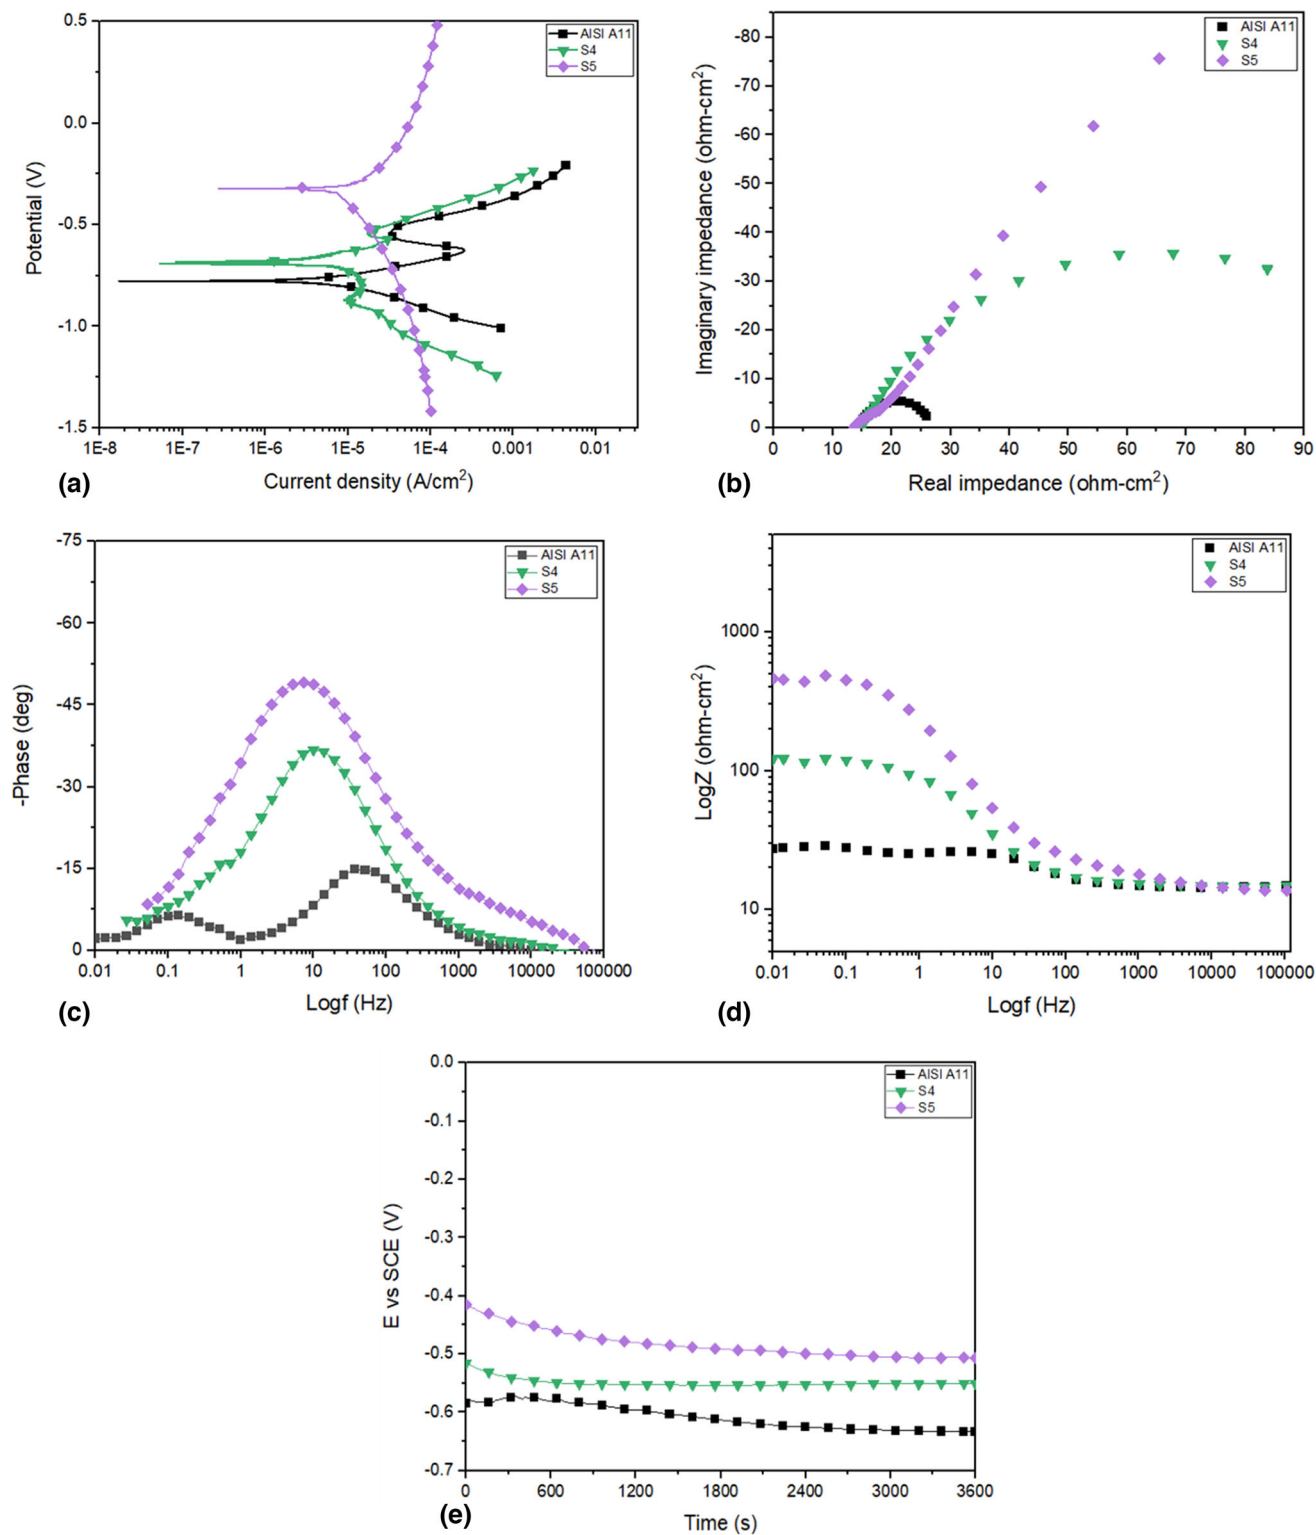 0.5
0.0
-0.5
-1.0
-1.5
Potential (V)
AISI A11
S4
S5
1E-8 1E-7 1E-6 1E-5 1E-4 0.001 0.01
Current density (A/cm²)
(a)
-80
-70
-60
-50
-40
-30
-20
-10
0
Imaginary impedance (ohm-cm²)
AISI A11
S4
S5
0 10 20 30 40 50 60 70 80 90
Real impedance (ohm-cm²)
(b)
-75
-60
-45
-30
-15
0
-Phase (deg)
AISI A11
S4
S5
0.01 0.1 1 10 100 1000 10000 100000
Logf (Hz)
(c)
1000
100
10
LogZ (ohm-cm²)
AISI A11
S4
S5
0.01 0.1 1 10 100 1000 10000 100000
Logf (Hz)
(d)
0.0
-0.1
-0.2
-0.3
-0.4
-0.5
-0.6
-0.7
E vs SCE (V)
AISI A11
S4
S5
0 600 1200 1800 2400 3000 3600
Time (s)
(e)